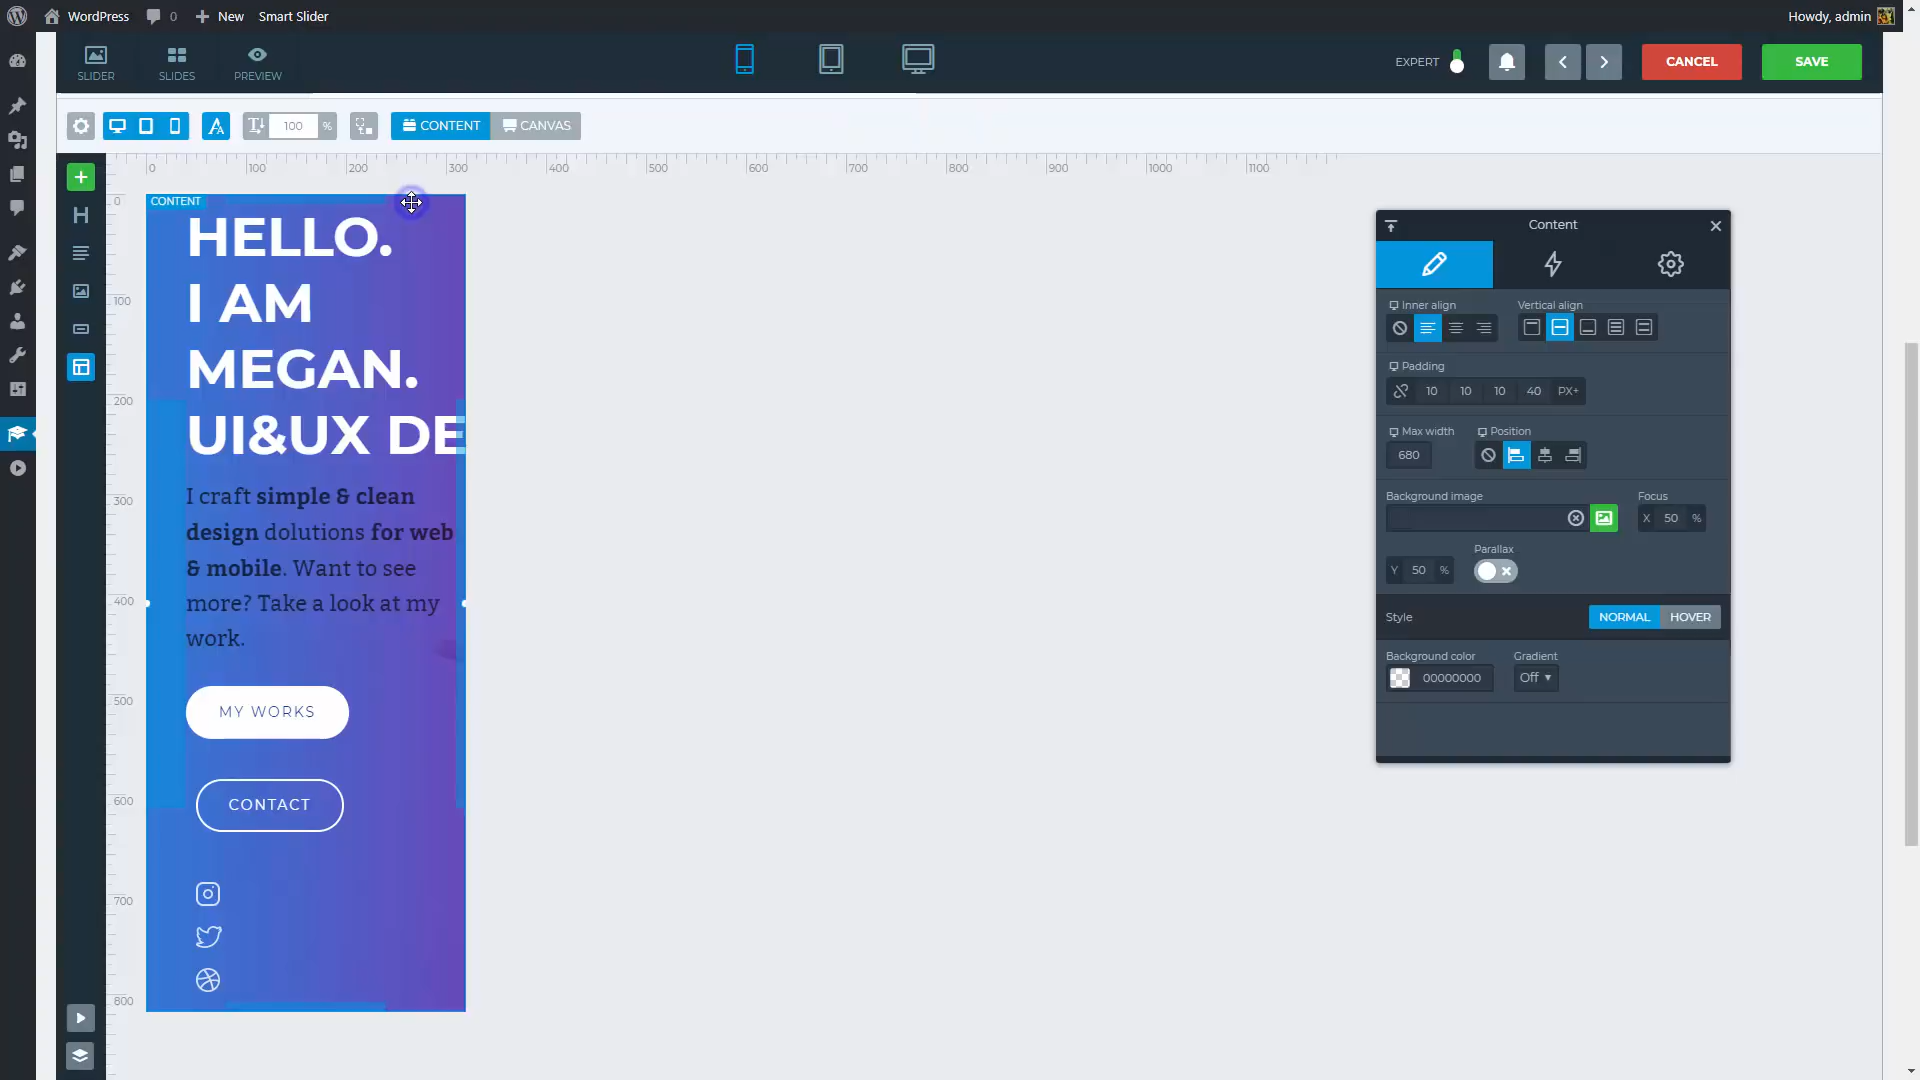 WordPress 0 New Smart Slider Howdy, admin
SLIDER SLIDES PREVIEW EXPERT CANCEL SAVE
100 % CONTENT CANVAS
0 100 200 300 400 500 600 700 800 900 1000 1100
0
100
200
300
400
500
600
700
800
CONTENT
HELLO.
I AM
MEGAN.
UI&UX DE
I craft simple & clean
design dolutions for web
& mobile. Want to see
more? Take a look at my
work.
MY WORKS
CONTACT
Content
Inner align Vertical align
Padding
10 10 10 40 PX+
Max width Position
680
Background image Focus
X 50 %
Parallax
Y 50 %
Style NORMAL HOVER
Background color Gradient
00000000 Off